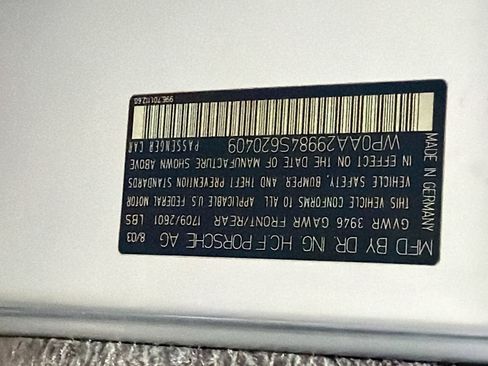 MFD BY DR. ING H.C.F. PORSCHE AG 8/03
GVWR 3946 GAWR FRONT/REAR 1709/2601 LBS
THIS VEHICLE CONFORMS TO ALL APPLICABLE U.S. FEDERAL MOTOR
VEHICLE SAFETY, BUMPER, AND THEFT PREVENTION STANDARDS
IN EFFECT ON THE DATE OF MANUFACTURE SHOWN ABOVE
WP0AA29984S620409 PASSENGER CAR
MADE IN GERMANY
996.701.112.60